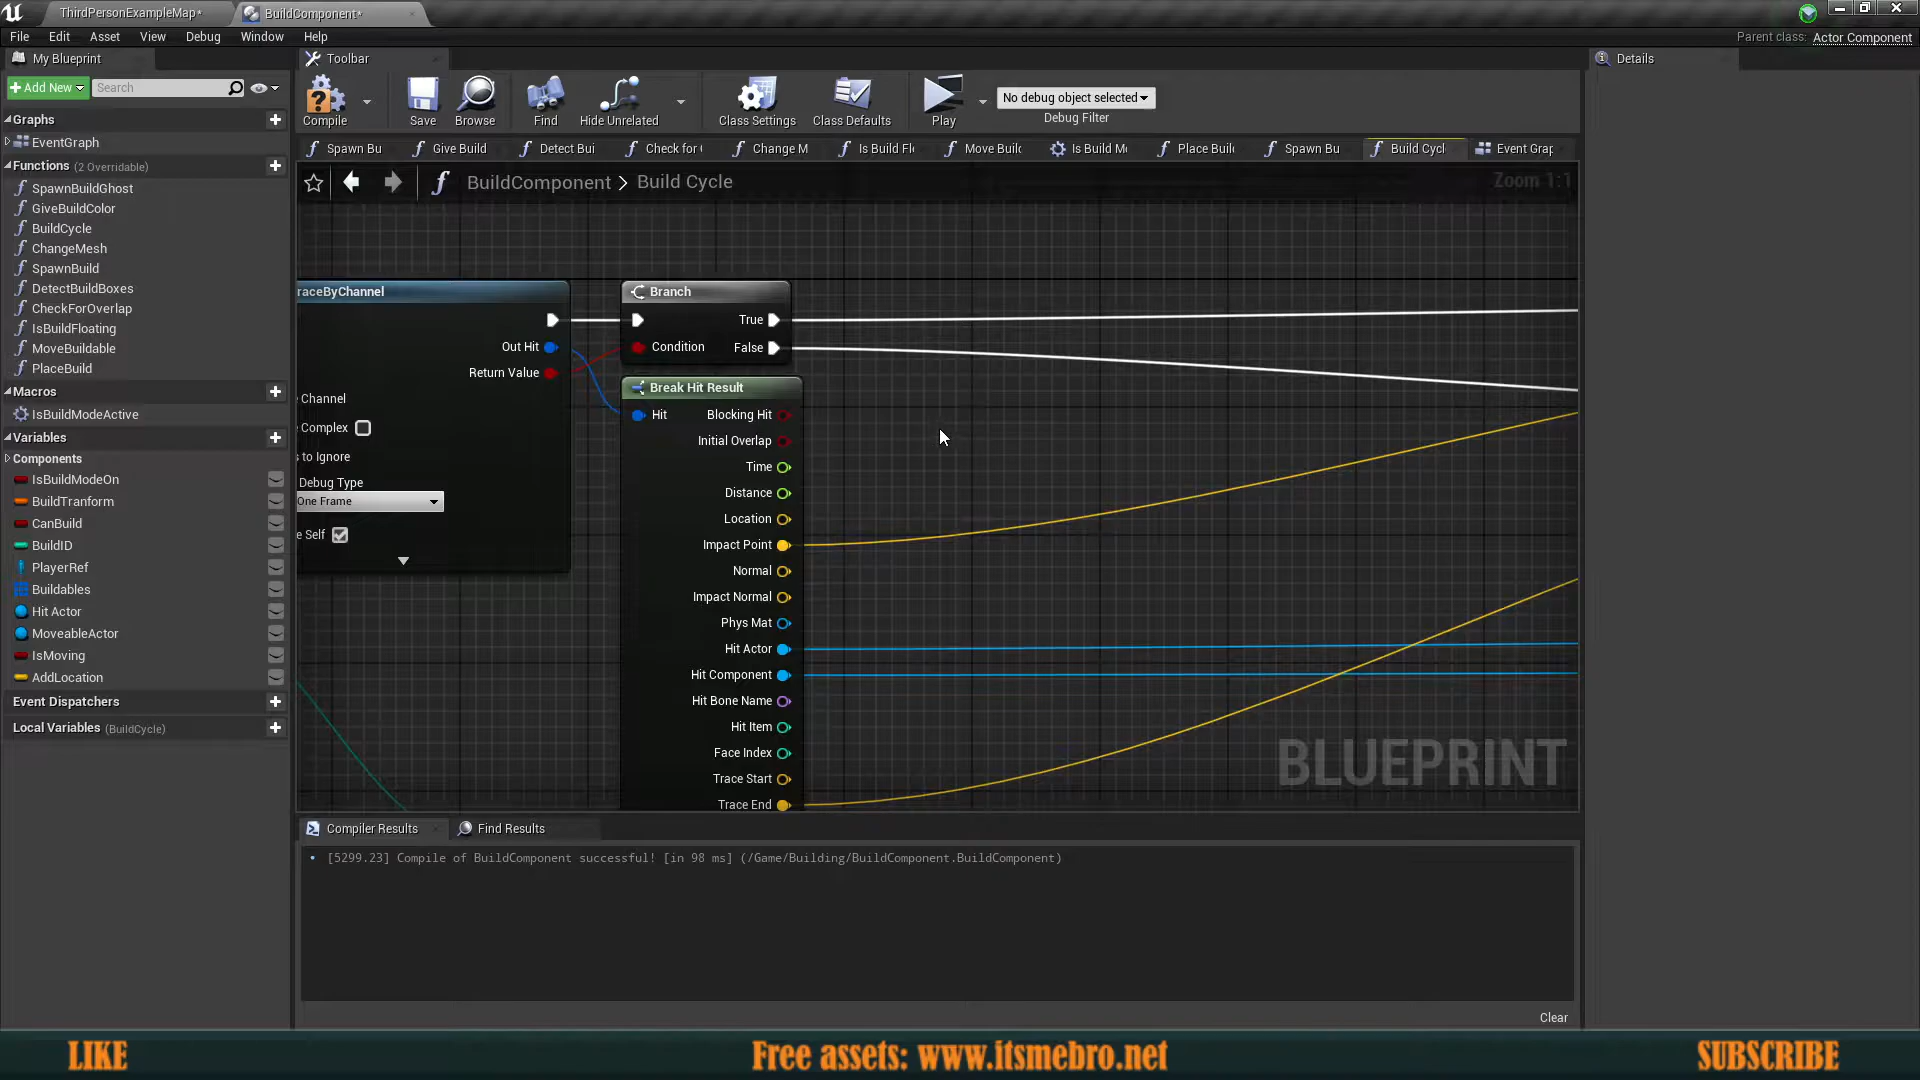 ThirdPersonExampleMap*
BuildComponent*
File Edit Asset View Debug Window Help
Parent class: Actor Component
My Blueprint
Toolbar
Details
Add New
Search
Compile
Save
Browse
Find
Hide Unrelated
Class Settings
Class Defaults
Play
No debug object selected
Debug Filter
Spawn Bu
Give Build
Detect Bui
Check for
Change M
Is Build Fl
Move Buil
Is Build M
Place Buil
Spawn Bu
Build Cycl
Event Grap
BuildComponent > Build Cycle
Zoom 1:1
Graphs
EventGraph
Functions (2 Overridable)
SpawnBuildGhost
GiveBuildColor
BuildCycle
ChangeMesh
SpawnBuild
DetectBuildBoxes
CheckForOverlap
IsBuildFloating
MoveBuildable
PlaceBuild
Macros
IsBuildModeActive
Variables
Components
IsBuildModeOn
BuildTranform
CanBuild
BuildID
PlayerRef
Buildables
Hit Actor
MoveableActor
IsMoving
AddLocation
Event Dispatchers
Local Variables (BuildCycle)
raceByChannel
Out Hit
Return Value
Channel
Complex
s to Ignore
Debug Type
One Frame
e Self
Branch
True
Condition
False
Break Hit Result
Hit
Blocking Hit
Initial Overlap
Time
Distance
Location
Impact Point
Normal
Impact Normal
Phys Mat
Hit Actor
Hit Component
Hit Bone Name
Hit Item
Face Index
Trace Start
Trace End
BLUEPRINT
Compiler Results
Find Results
[5299.23] Compile of BuildComponent successful! [in 98 ms] (/Game/Building/BuildComponent.BuildComponent)
Clear
LIKE
Free assets: www.itsmebro.net
SUBSCRIBE